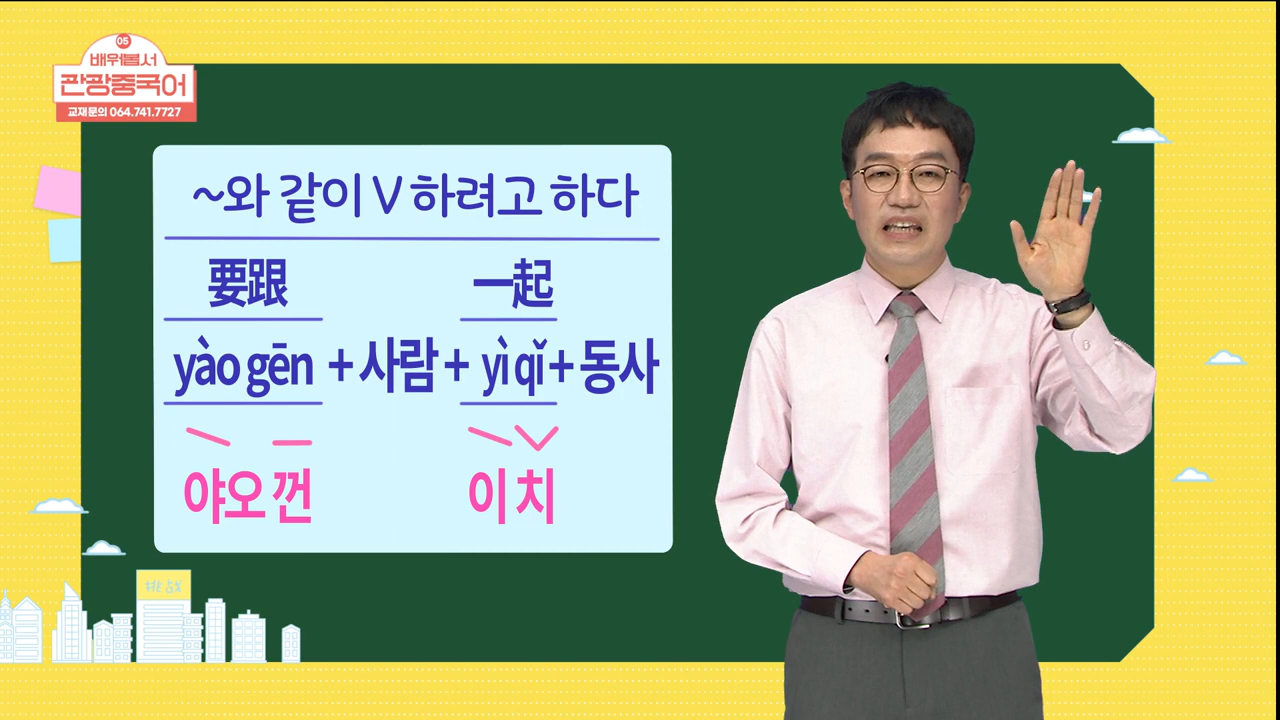 05
배워봅서
관광중국어
교재문의 064.741.7727
~와 같이 V 하려고 하다
要跟 一起
yào gēn + 사람 + yì qǐ + 동사
야오 껀 이 치
挑战